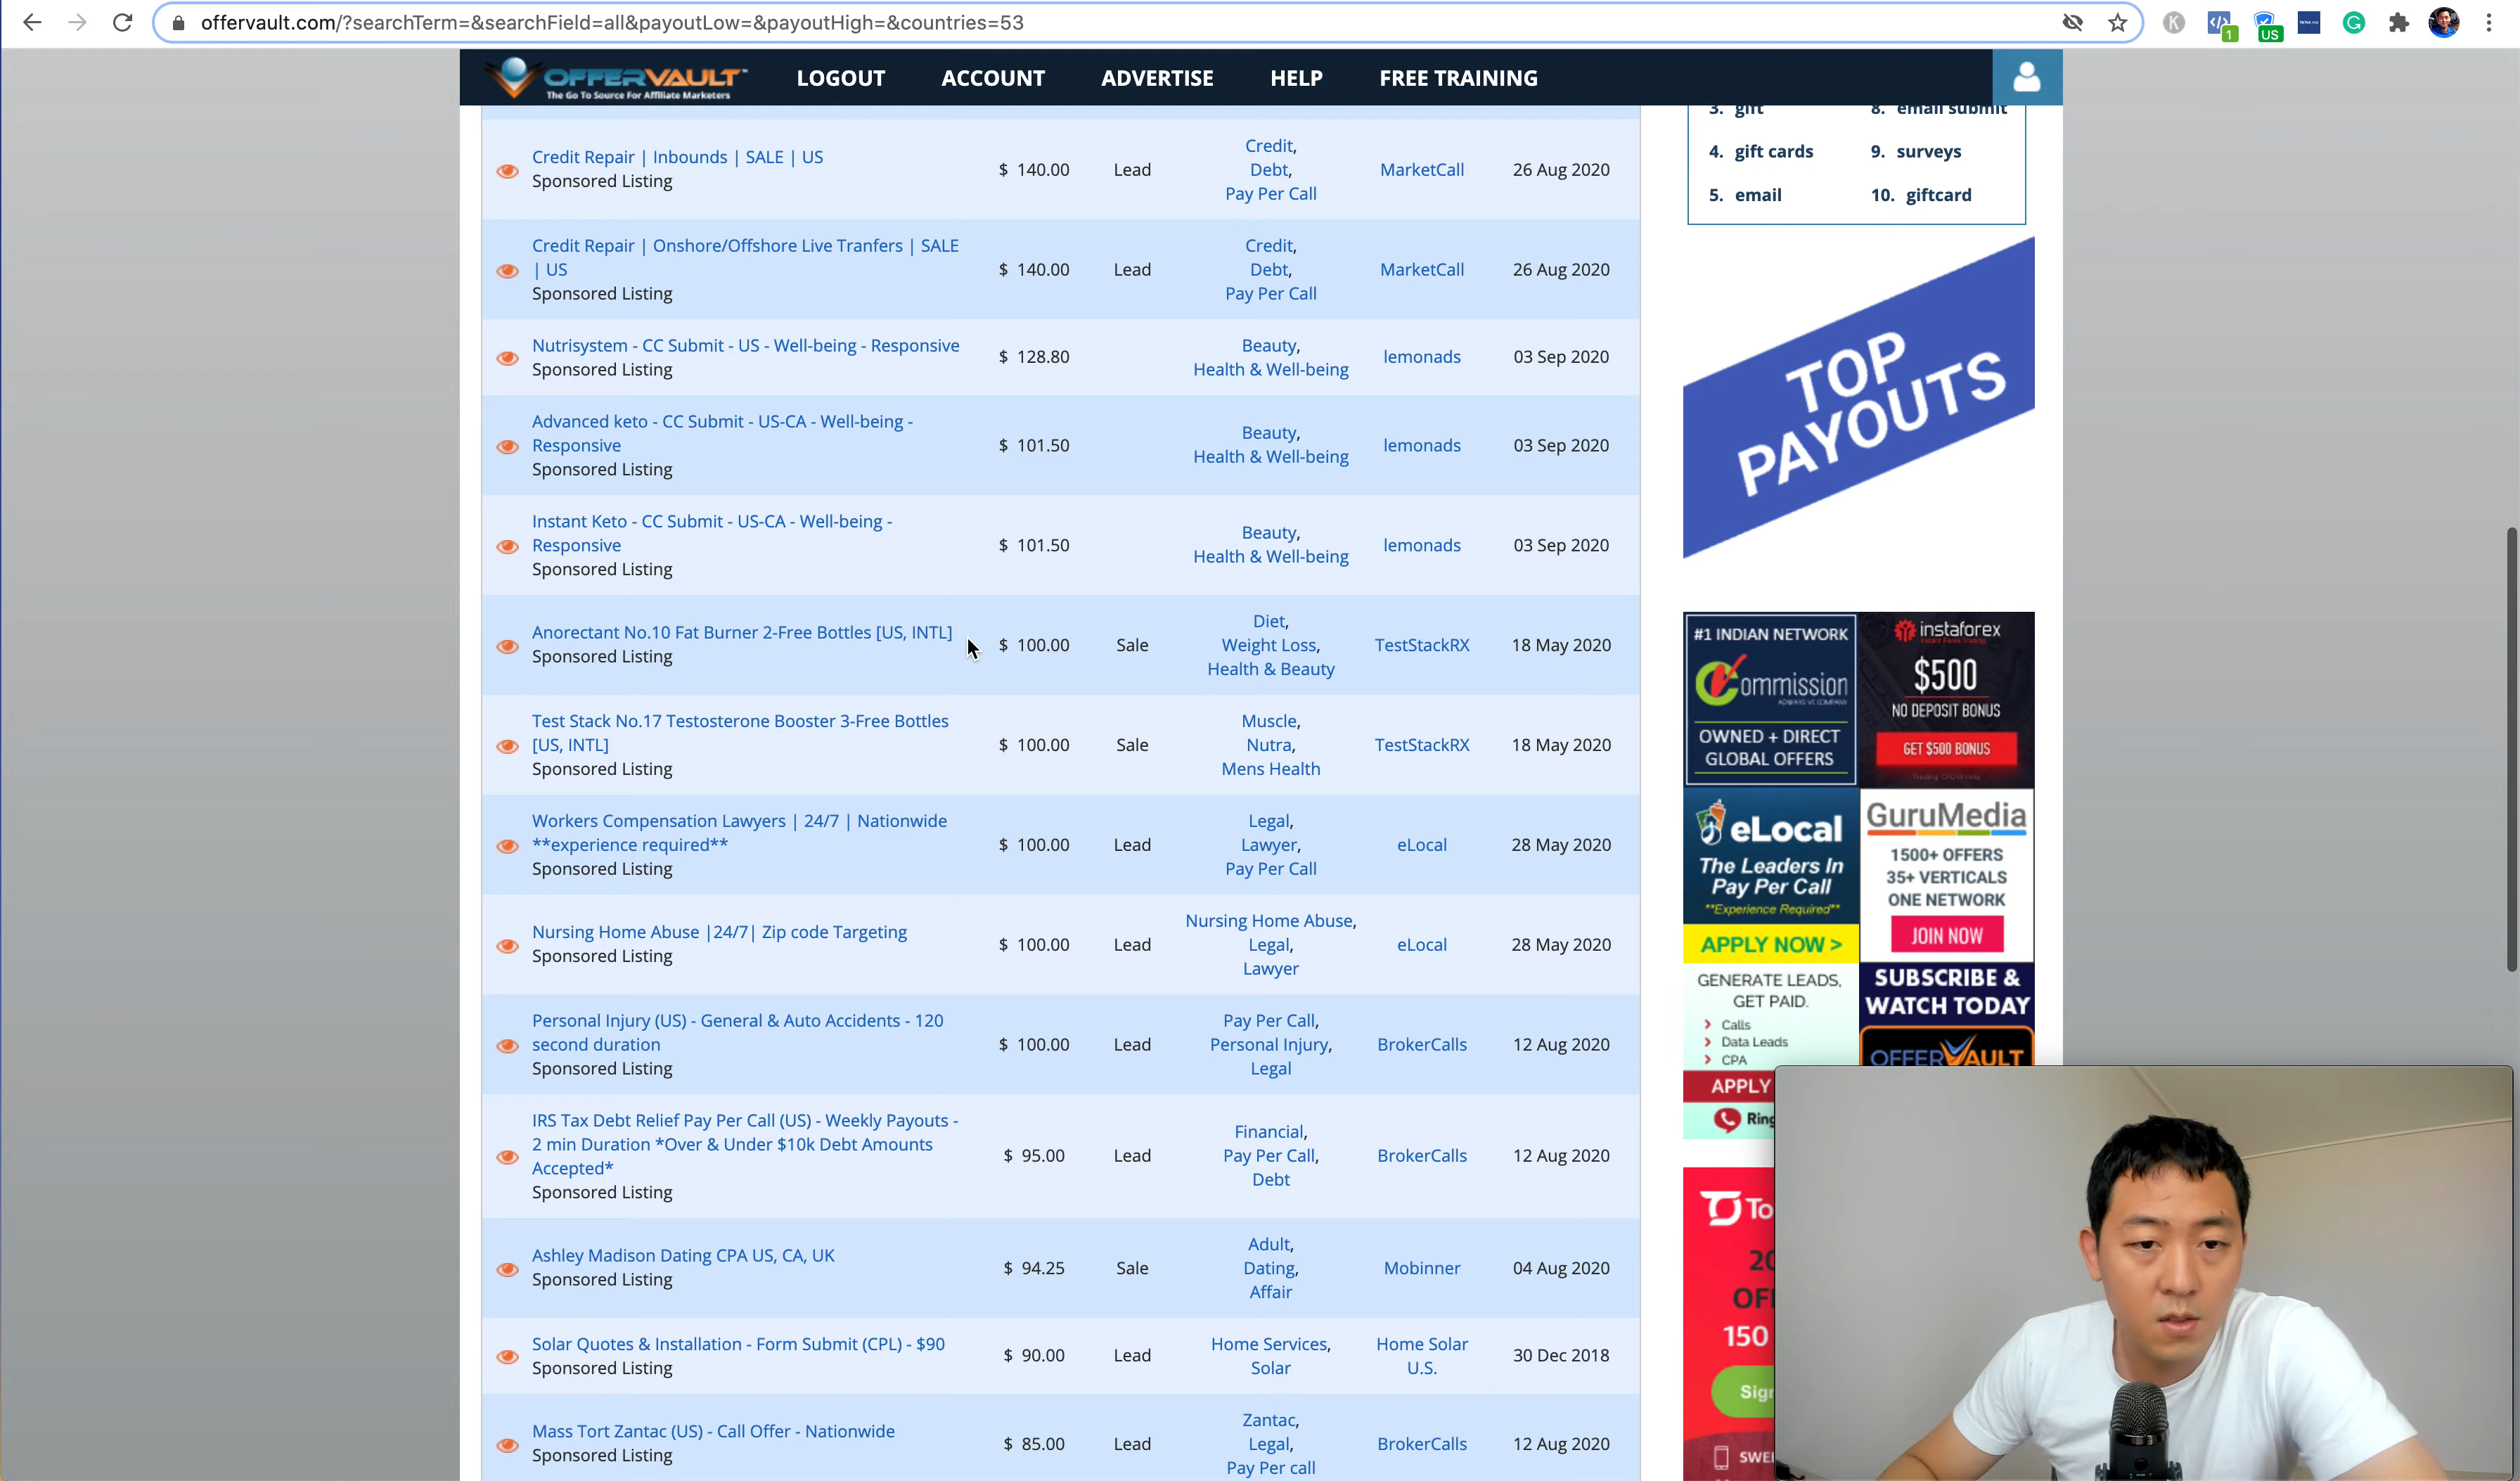 offervault.com/?searchTerm=&searchField=all&payoutLow=&payoutHigh=&countries=53
K
1
US
G
OFFERVAULT
The Go To Source For Affiliate Marketers
LOGOUT
ACCOUNT
ADVERTISE
HELP
FREE TRAINING
3. gift
8. email submit
4. gift cards
9. surveys
5. email
10. giftcard
Credit Repair | Inbounds | SALE | US
Sponsored Listing
$ 140.00
Lead
Credit,
Debt,
Pay Per Call
MarketCall
26 Aug 2020
Credit Repair | Onshore/Offshore Live Tranfers | SALE
| US
Sponsored Listing
$ 140.00
Lead
Credit,
Debt,
Pay Per Call
MarketCall
26 Aug 2020
Nutrisystem - CC Submit - US - Well-being - Responsive
Sponsored Listing
$ 128.80
Beauty,
Health & Well-being
lemonads
03 Sep 2020
Advanced keto - CC Submit - US-CA - Well-being -
Responsive
Sponsored Listing
$ 101.50
Beauty,
Health & Well-being
lemonads
03 Sep 2020
Instant Keto - CC Submit - US-CA - Well-being -
Responsive
Sponsored Listing
$ 101.50
Beauty,
Health & Well-being
lemonads
03 Sep 2020
Anorectant No.10 Fat Burner 2-Free Bottles [US, INTL]
Sponsored Listing
$ 100.00
Sale
Diet,
Weight Loss,
Health & Beauty
TestStackRX
18 May 2020
Test Stack No.17 Testosterone Booster 3-Free Bottles
[US, INTL]
Sponsored Listing
$ 100.00
Sale
Muscle,
Nutra,
Mens Health
TestStackRX
18 May 2020
Workers Compensation Lawyers | 24/7 | Nationwide
**experience required**
Sponsored Listing
$ 100.00
Lead
Legal,
Lawyer,
Pay Per Call
eLocal
28 May 2020
Nursing Home Abuse |24/7| Zip code Targeting
Sponsored Listing
$ 100.00
Lead
Nursing Home Abuse,
Legal,
Lawyer
eLocal
28 May 2020
Personal Injury (US) - General & Auto Accidents - 120
second duration
Sponsored Listing
$ 100.00
Lead
Pay Per Call,
Personal Injury,
Legal
BrokerCalls
12 Aug 2020
IRS Tax Debt Relief Pay Per Call (US) - Weekly Payouts -
2 min Duration *Over & Under $10k Debt Amounts
Accepted*
Sponsored Listing
$ 95.00
Lead
Financial,
Pay Per Call,
Debt
BrokerCalls
12 Aug 2020
Ashley Madison Dating CPA US, CA, UK
Sponsored Listing
$ 94.25
Sale
Adult,
Dating,
Affair
Mobinner
04 Aug 2020
Solar Quotes & Installation - Form Submit (CPL) - $90
Sponsored Listing
$ 90.00
Lead
Home Services,
Solar
Home Solar
U.S.
30 Dec 2018
Mass Tort Zantac (US) - Call Offer - Nationwide
Sponsored Listing
$ 85.00
Lead
Zantac,
Legal,
Pay Per call
BrokerCalls
12 Aug 2020
TOP
PAYOUTS
#1 INDIAN NETWORK
vCommission
OWNED + DIRECT
GLOBAL OFFERS
instaforex
$500
NO DEPOSIT BONUS
GET $500 BONUS
eLocal
The Leaders In
Pay Per Call
**Experience Required**
APPLY NOW >
GuruMedia
1500+ OFFERS
35+ VERTICALS
ONE NETWORK
JOIN NOW
GENERATE LEADS,
GET PAID.
Calls
Data Leads
CPA
APPLY
Ring
SUBSCRIBE &
WATCH TODAY
OFFERVAULT
To
20
OF
150
Sign
SWE